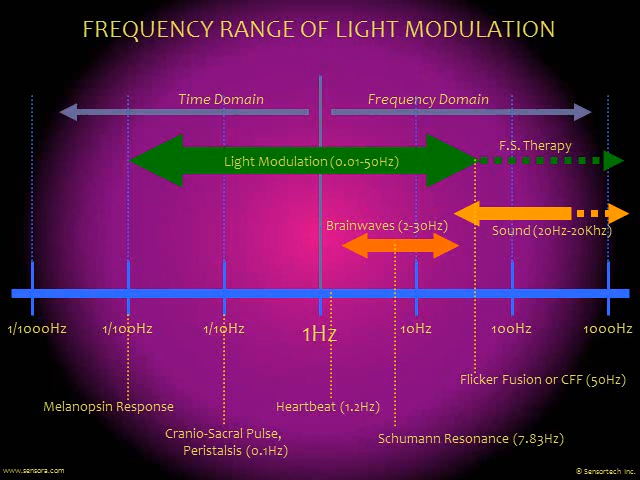 FREQUENCY RANGE OF LIGHT MODULATION
Time Domain
Frequency Domain
F.S. Therapy
Light Modulation (0.01-50Hz)
Brainwaves (2-30Hz)
Sound (20Hz-20Khz)
1/1000Hz
1/100Hz
1/10Hz
1Hz
10Hz
100Hz
1000Hz
Flicker Fusion or CFF (50Hz)
Melanopsin Response
Heartbeat (1.2Hz)
Cranio-Sacral Pulse,
Peristalsis (0.1Hz)
Schumann Resonance (7.83Hz)
www.sensora.com
© Sensortech Inc.